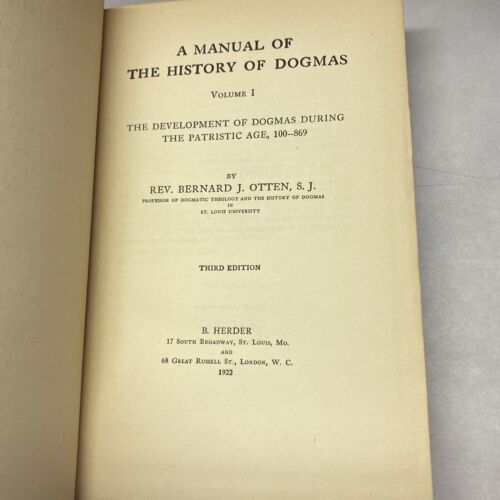 A MANUAL OF
THE HISTORY OF DOGMAS
VOLUME I
THE DEVELOPMENT OF DOGMAS DURING
THE PATRISTIC AGE, 100–869
BY
REV. BERNARD J. OTTEN, S. J.
PROFESSOR OF DOGMATIC THEOLOGY AND THE HISTORY OF DOGMAS
IN
ST. LOUIS UNIVERSITY
THIRD EDITION
B. HERDER
17 SOUTH BROADWAY, ST. LOUIS, MO.
AND
68 GREAT RUSSELL ST., LONDON, W. C.
1922